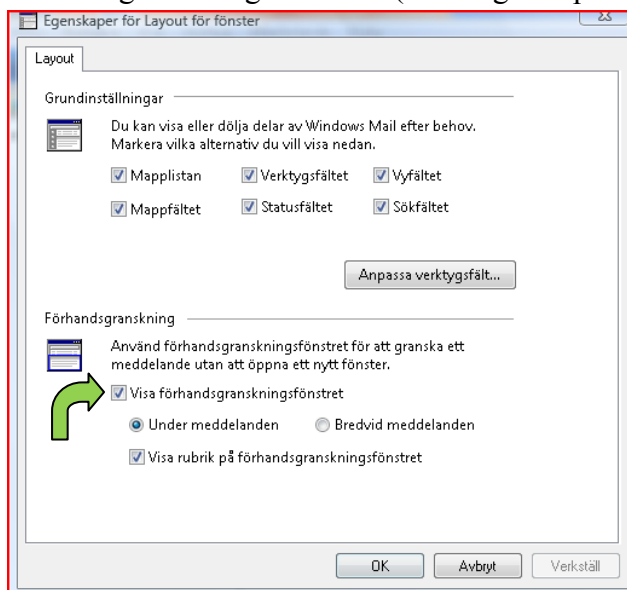 Egenskaper för Layout för fönster
Layout
Grundinställningar
Du kan visa eller dölja delar av Windows Mail efter behov.
Markera vilka alternativ du vill visa nedan.
Mapplistan Verktygsfältet Vyfältet
Mappfältet Statusfältet Sökfältet
Anpassa verktygsfält...
Förhandsgranskning
Använd förhandsgranskningsfönstret för att granska ett
meddelande utan att öppna ett nytt fönster.
Visa förhandsgranskningsfönstret
Under meddelanden Bredvid meddelanden
Visa rubrik på förhandsgranskningsfönstret
OK Avbryt Verkställ